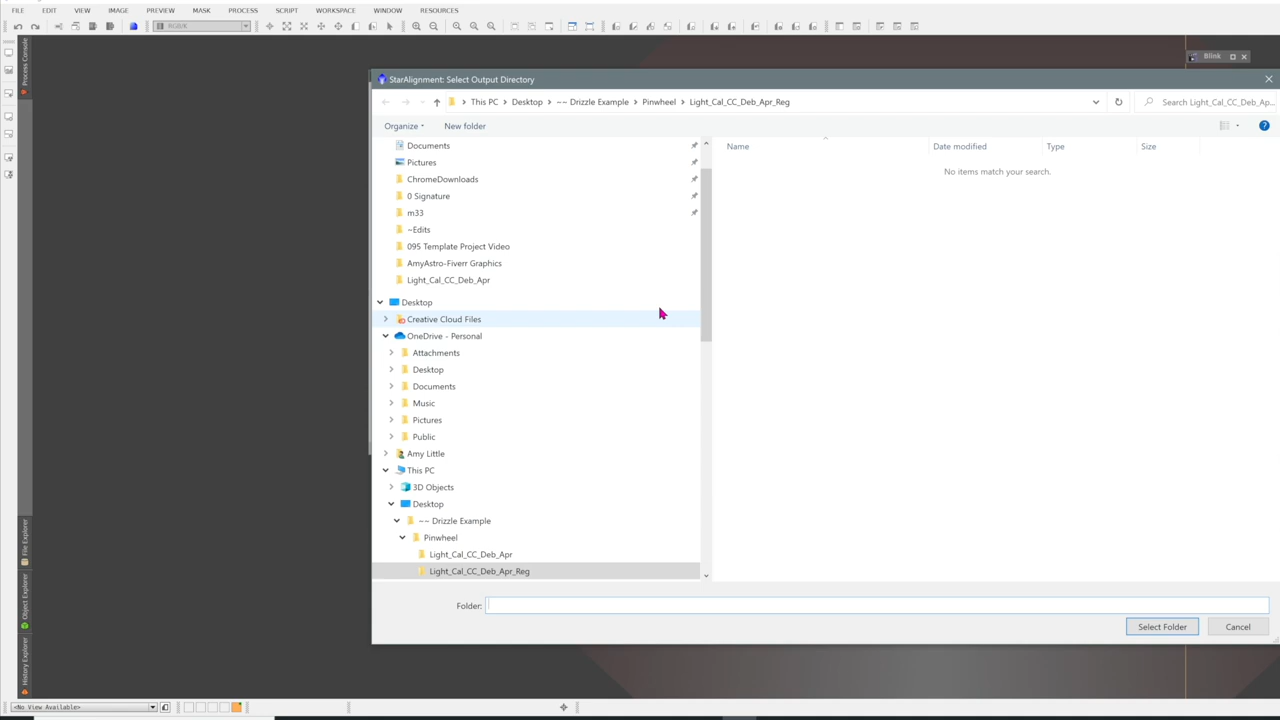 FILE EDIT VIEW IMAGE PREVIEW MASK PROCESS SCRIPT WORKSPACE WINDOW RESOURCES
RGB/K
Process Console
Blink
StarAlignment: Select Output Directory
This PC > Desktop > ~~ Drizzle Example > Pinwheel > Light_Cal_CC_Deb_Apr_Reg
Search Light_Cal_CC_Deb_Ap...
Organize
New folder
Documents
Pictures
ChromeDownloads
0 Signature
m33
~Edits
095 Template Project Video
AmyAstro-Fiverr Graphics
Light_Cal_CC_Deb_Apr
Desktop
Creative Cloud Files
OneDrive - Personal
Attachments
Desktop
Documents
Music
Pictures
Public
Amy Little
This PC
3D Objects
Desktop
~~ Drizzle Example
Pinwheel
Light_Cal_CC_Deb_Apr
Light_Cal_CC_Deb_Apr_Reg
Name Date modified Type Size
No items match your search.
Folder:
Select Folder
Cancel
File Explorer
Object Explorer
History Explorer
<No View Available>